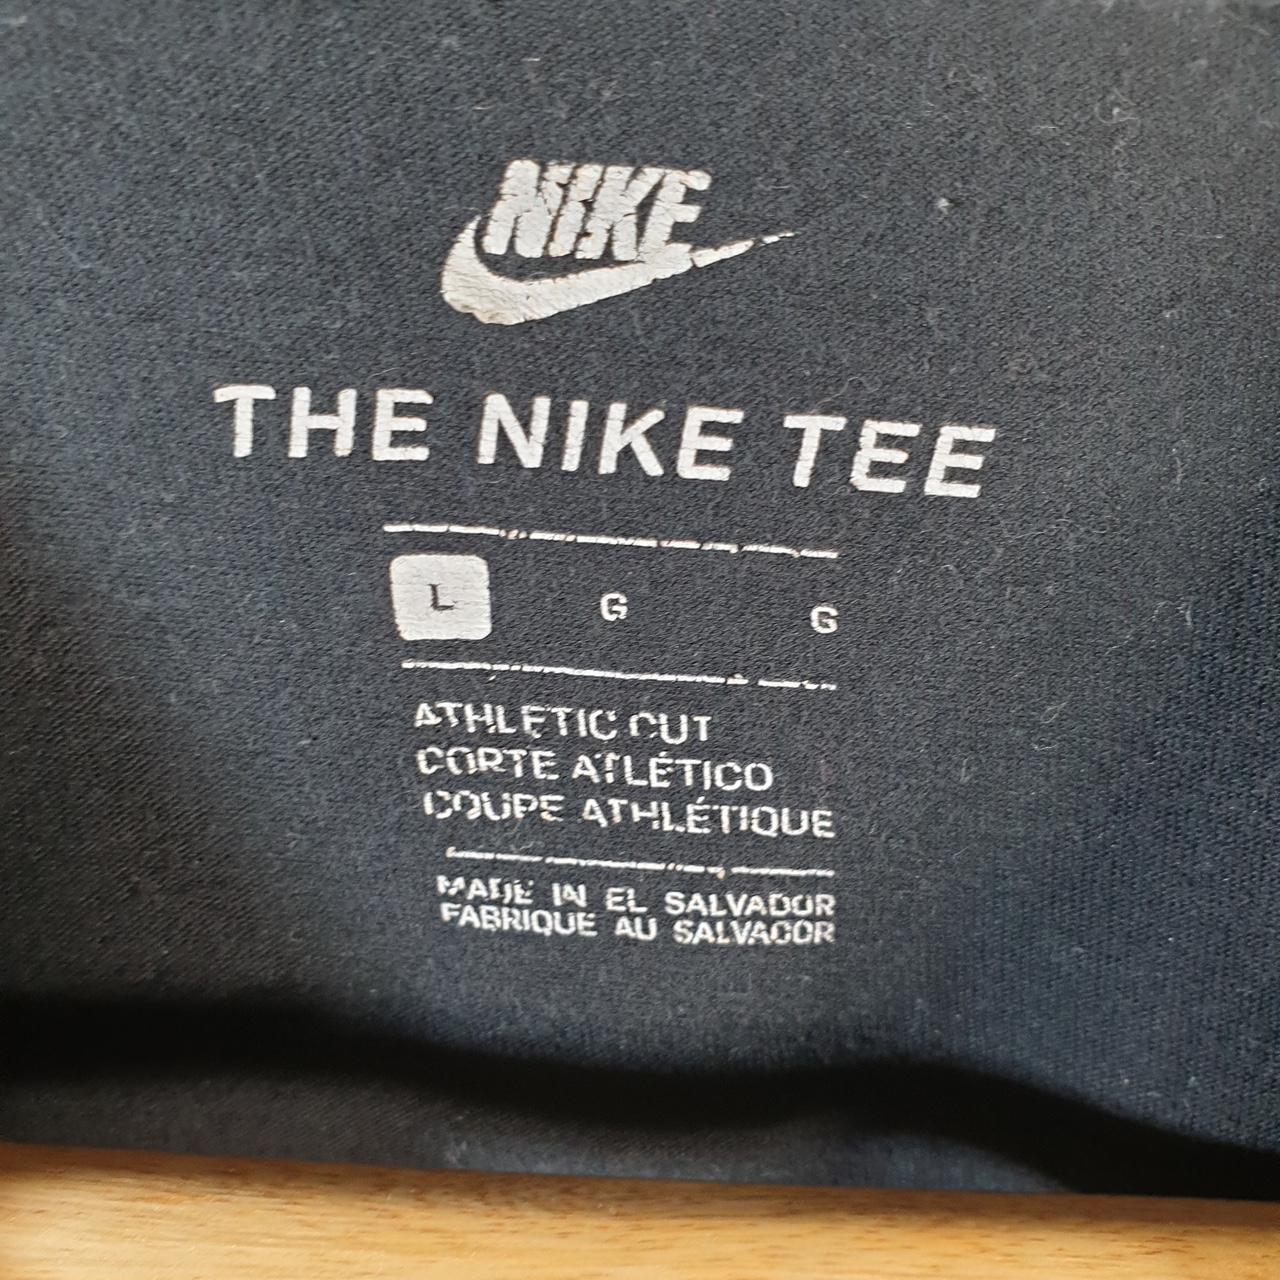 NIKE
THE NIKE TEE
L G G
ATHLETIC CUT
CORTE ATLÉTICO
COUPE ATHLÉTIQUE
MADE IN EL SALVADOR
FABRIQUE AU SALVADOR